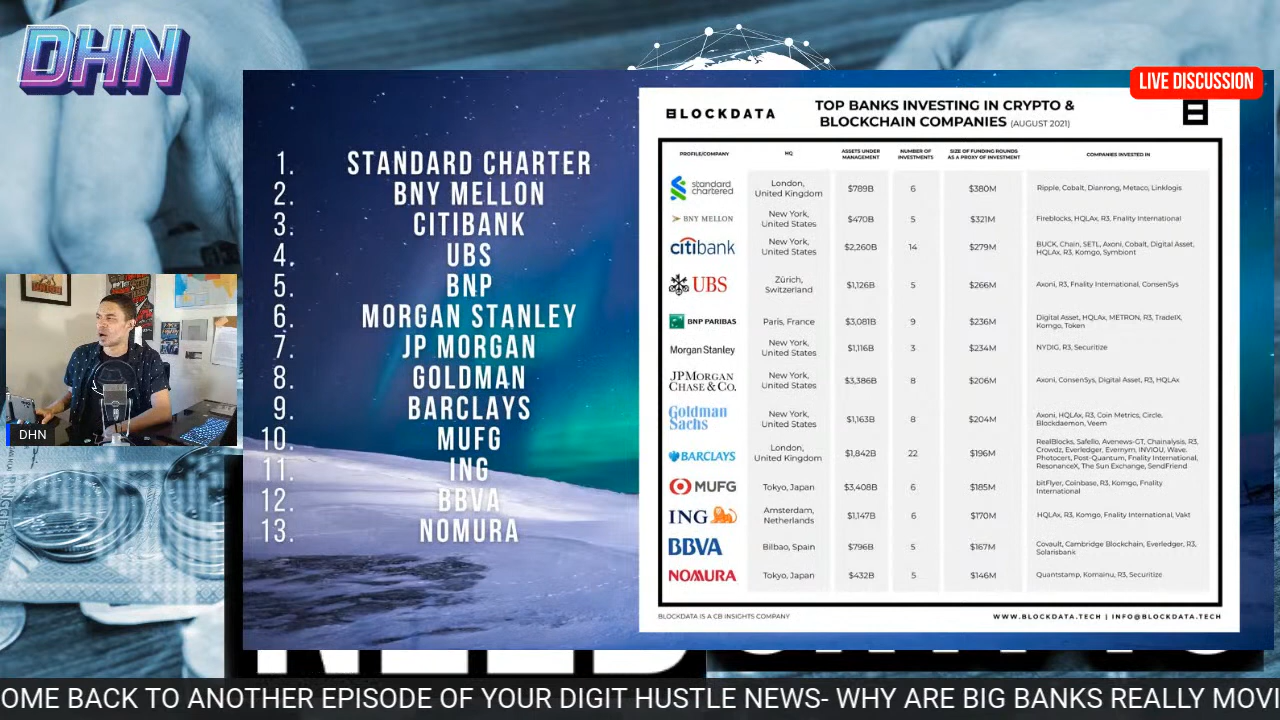 DHN
LIVE DISCUSSION
1. STANDARD CHARTER
2. BNY MELLON
3. CITIBANK
4. UBS
5. BNP
6. MORGAN STANLEY
7. JP MORGAN
8. GOLDMAN
9. BARCLAYS
10. MUFG
11. ING
12. BBVA
13. NOMURA
BLOCKDATA
TOP BANKS INVESTING IN CRYPTO &
BLOCKCHAIN COMPANIES (AUGUST 2021)
PROFILE/COMPANY HQ ASSETS UNDER MANAGEMENT NUMBER OF INVESTMENTS SIZE OF FUNDING ROUNDS AS A PROXY OF INVESTMENT COMPANIES INVESTED IN
standard chartered London, United Kingdom $789B 6 $380M Ripple, Cobalt, Dianrong, Metaco, Linklogis
BNY MELLON New York, United States $470B 5 $321M Fireblocks, HQLAx, R3, Fnality International
citibank New York, United States $2,260B 14 $279M BUCK, Chain, SETL, Axoni, Cobalt, Digital Asset,
HQLAx, R3, Komgo, Symbiont
UBS Zürich, Switzerland $1,126B 5 $266M Axoni, R3, Fnality International, ConsenSys
BNP PARIBAS Paris, France $3,081B 9 $236M Digital Asset, HQLAx, METRON, R3, TradeIX,
Komgo, Token
Morgan Stanley New York, United States $1,116B 3 $234M NYDIG, R3, Securitize
JPMORGAN CHASE & CO. New York, United States $3,386B 8 $206M Axoni, ConsenSys, Digital Asset, R3, HQLAx
Goldman Sachs New York, United States $1,163B 8 $204M Axoni, HQLAx, R3, Coin Metrics, Circle,
Blockdaemon, Veem
BARCLAYS London, United Kingdom $1,842B 22 $196M RealBlocks, Safello, Avenews-GT, Chainalysis, R3,
Crowdz, Everledger, Evernym, INVIOU, Wave,
Photocert, Post-Quantum, Fnality International,
ResonanceX, The Sun Exchange, SendFriend
MUFG Tokyo, Japan $3,408B 6 $185M bitFlyer, Coinbase, R3, Komgo, Fnality
International
ING Amsterdam, Netherlands $1,147B 6 $170M HQLAx, R3, Komgo, Fnality International, Vakt
BBVA Bilbao, Spain $796B 5 $167M Covault, Cambridge Blockchain, Everledger, R3,
Solarisbank
NOMURA Tokyo, Japan $432B 5 $146M Quantstamp, Komainu, R3, Securitize
BLOCKDATA IS A CB INSIGHTS COMPANY
WWW.BLOCKDATA.TECH | INFO@BLOCKDATA.TECH
DHN
OME BACK TO ANOTHER EPISODE OF YOUR DIGIT HUSTLE NEWS- WHY ARE BIG BANKS REALLY MOVI